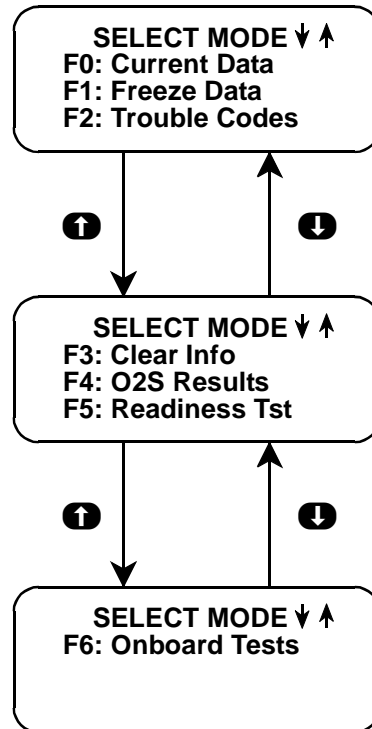 SELECT MODE
F0: Current Data
F1: Freeze Data
F2: Trouble Codes
SELECT MODE
F3: Clear Info
F4: O2S Results
F5: Readiness Tst
SELECT MODE
F6: Onboard Tests